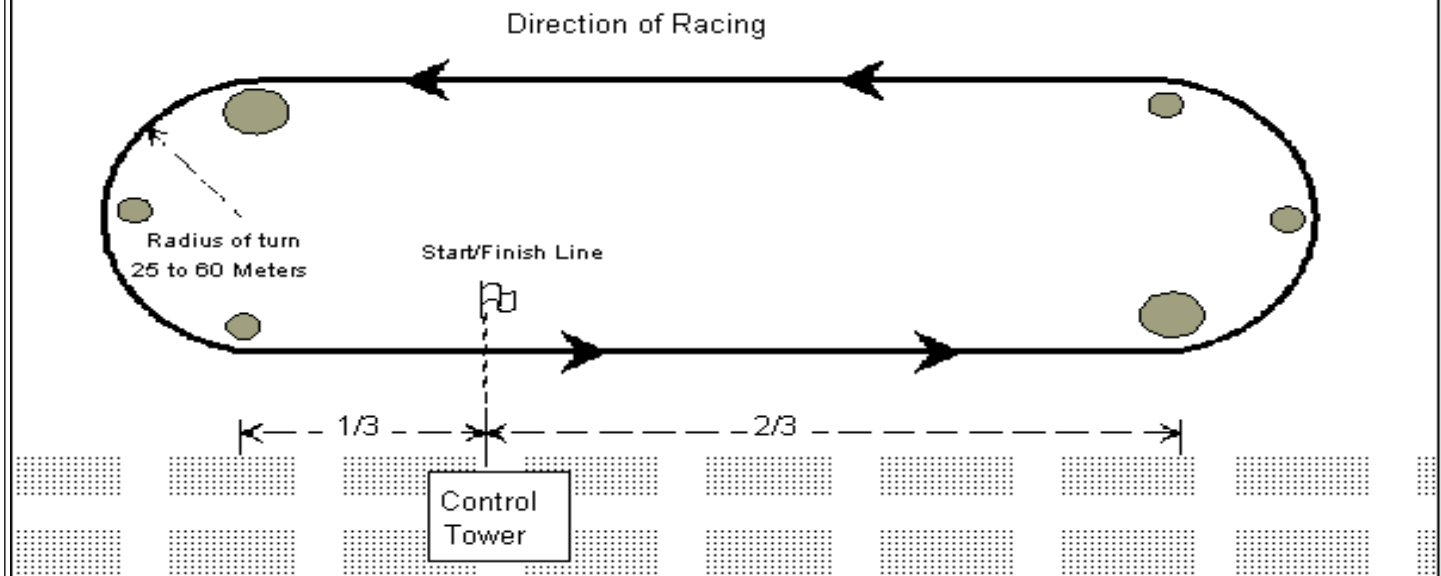 Direction of Racing
Radius of turn
25 to 60 Meters
Start/Finish Line
1/3
2/3
Control
Tower